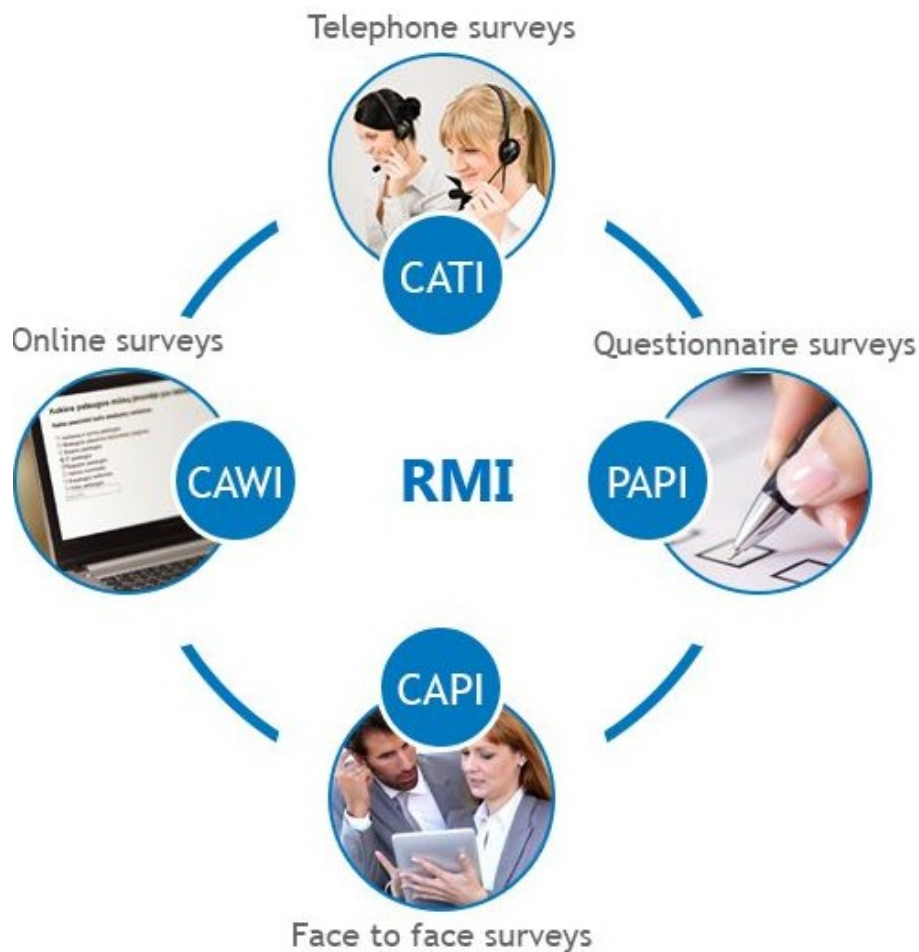 Telephone surveys
CATI
Online surveys
Questionnaire surveys
CAWI
RMI
PAPI
CAPI
Face to face surveys